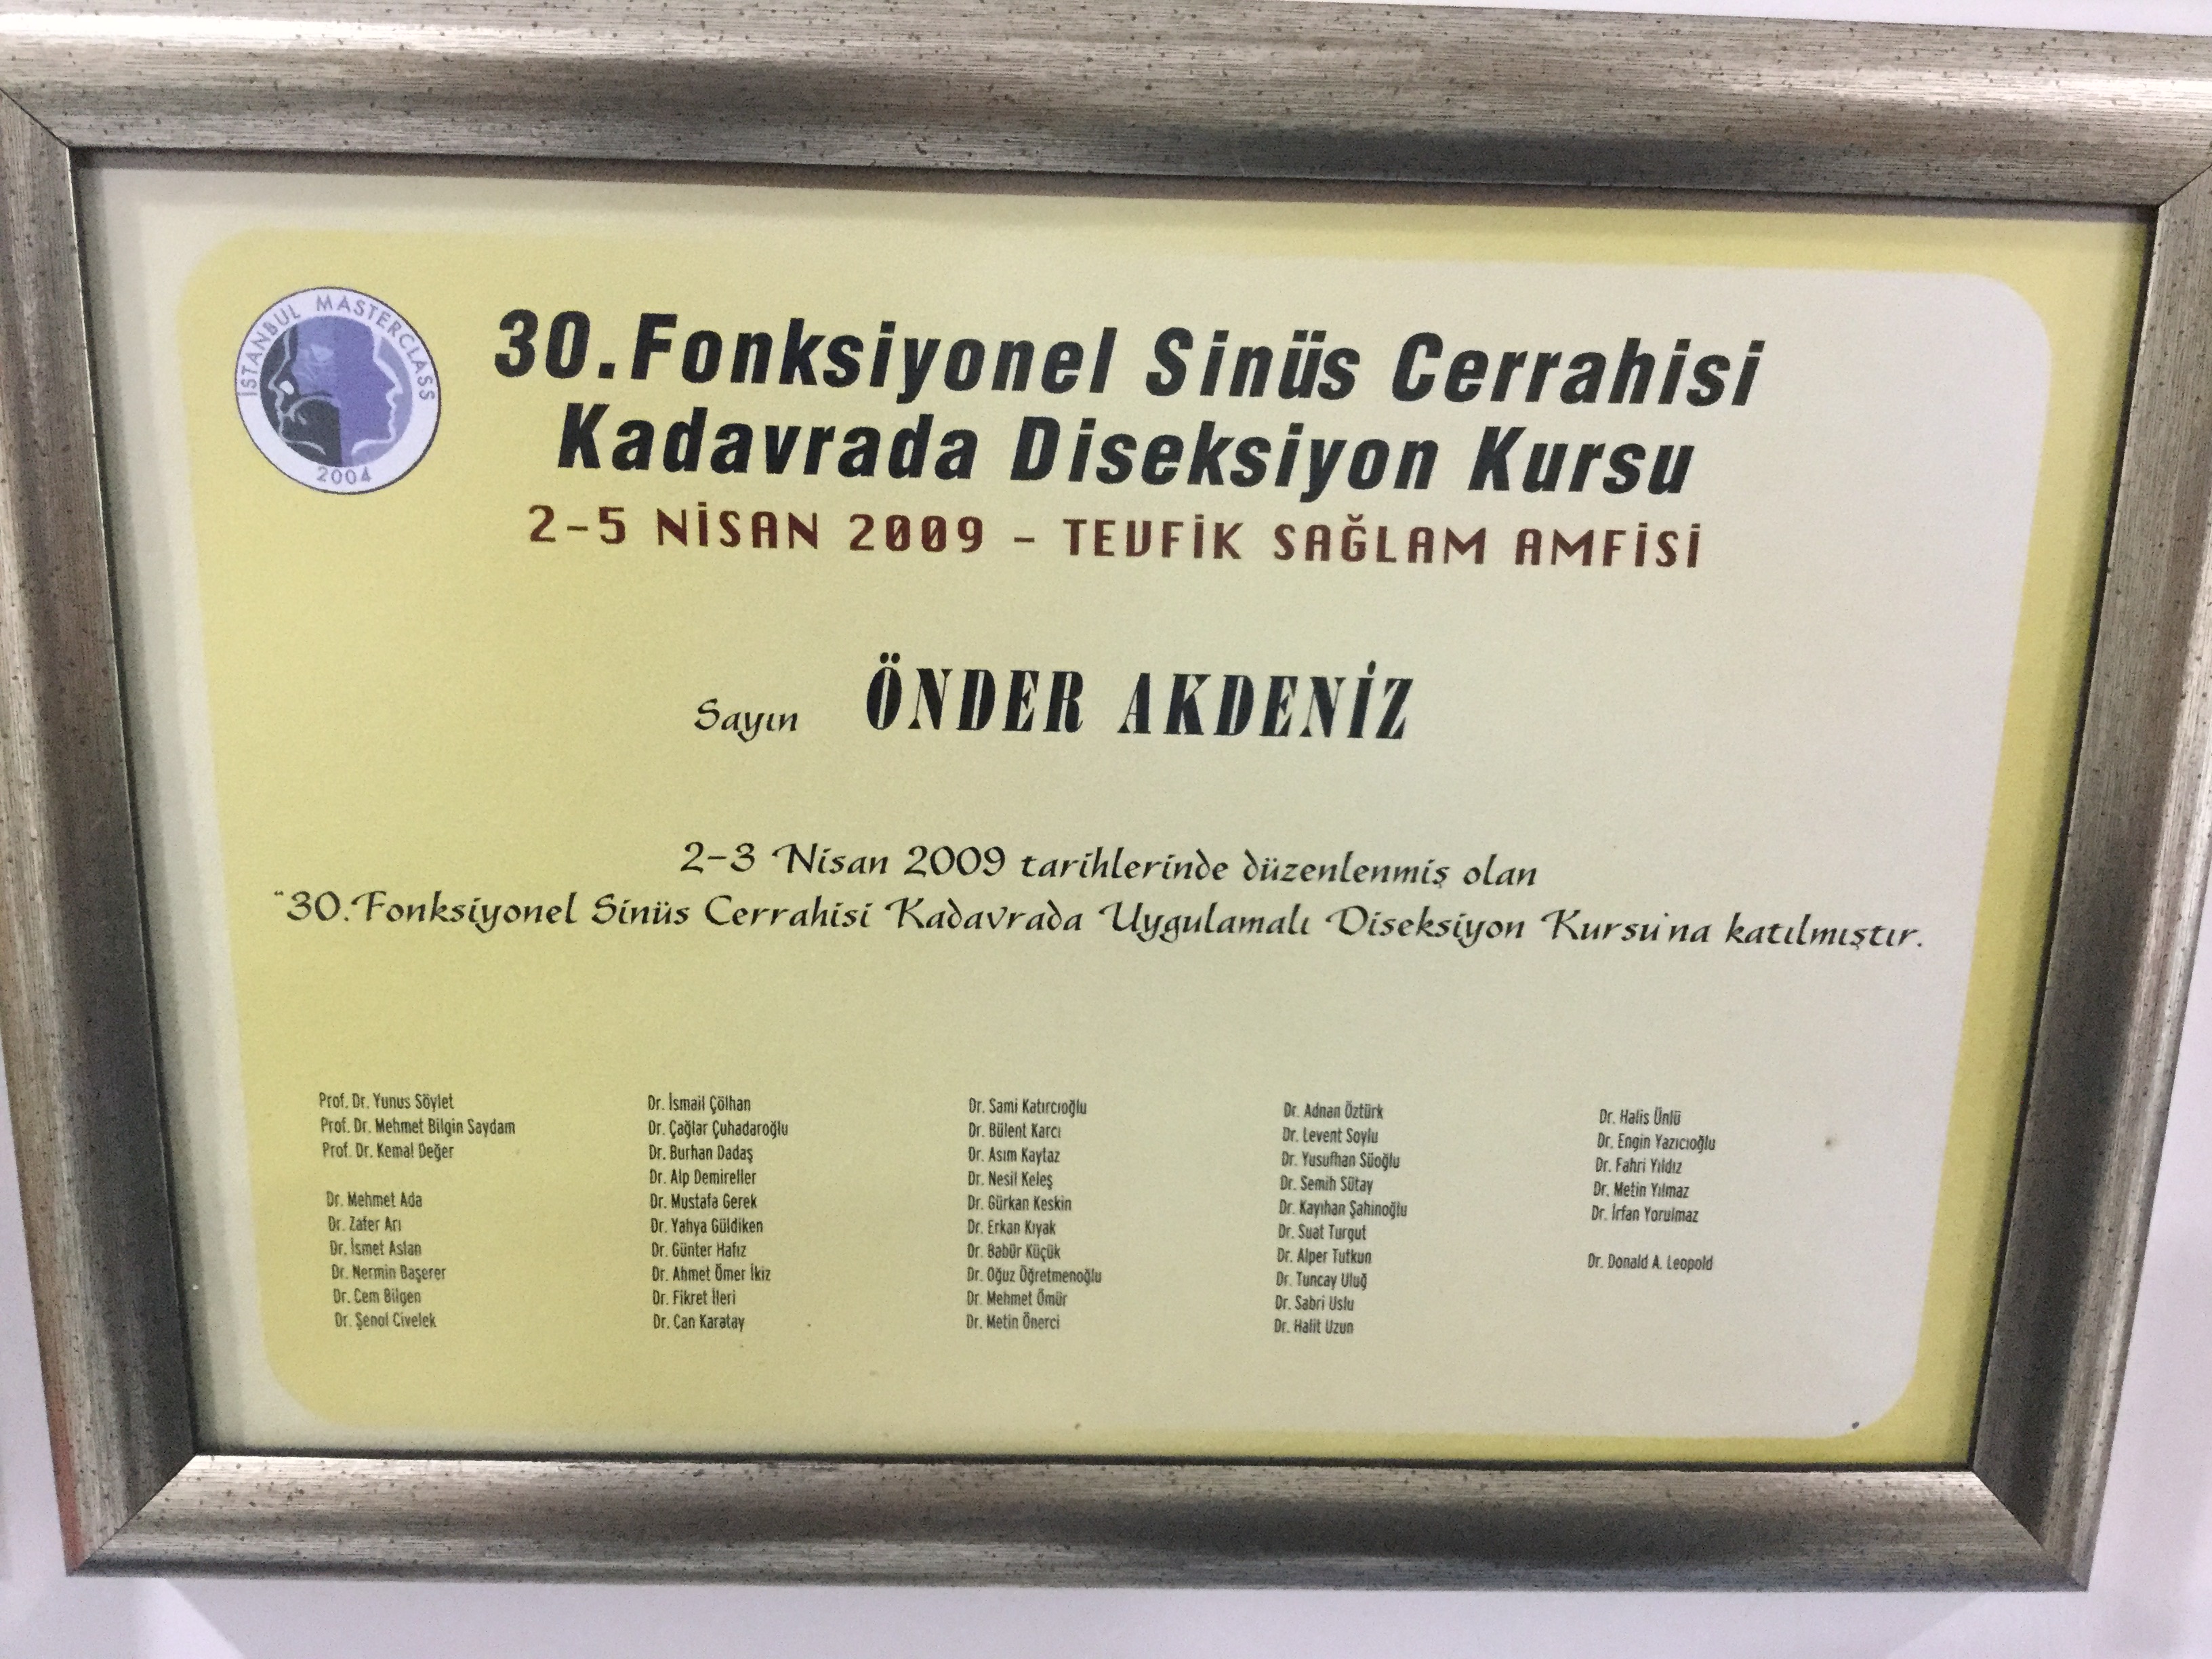 İSTANBUL MASTERCLASS
2004
30.Fonksiyonel Sinüs Cerrahisi
Kadavrada Diseksiyon Kursu
2-5 NİSAN 2009 - TEVFİK SAĞLAM AMFİSİ
Sayın ÖNDER AKDENİZ
2-3 Nisan 2009 tarihlerinde düzenlenmiş olan
"30.Fonksiyonel Sinüs Cerrahisi Kadavrada Uygulamalı Diseksiyon Kursu'na katılmıştır.
Prof. Dr. Yunus Söylet
Prof. Dr. Mehmet Bilgin Saydam
Prof. Dr. Kemal Değer
Dr. Mehmet Ada
Dr. Zafer Arı
Dr. İsmet Aslan
Dr. Nermin Başerer
Dr. Cem Bilgen
Dr. Şenol Civelek
Dr. İsmail Çölhan
Dr. Çağlar Çuhadaroğlu
Dr. Burhan Dadaş
Dr. Alp Demireller
Dr. Mustafa Gerek
Dr. Yahya Güldiken
Dr. Günter Hafız
Dr. Ahmet Ömer İkiz
Dr. Fikret İleri
Dr. Can Karatay
Dr. Sami Katırcıoğlu
Dr. Bülent Karcı
Dr. Asım Kaytaz
Dr. Nesil Keleş
Dr. Gürkan Keskin
Dr. Erkan Kıyak
Dr. Babür Küçük
Dr. Oğuz Öğretmenoğlu
Dr. Mehmet Ömür
Dr. Metin Önerci
Dr. Adnan Öztürk
Dr. Levent Soylu
Dr. Yusufhan Süoğlu
Dr. Semih Sütay
Dr. Kayıhan Şahinoğlu
Dr. Suat Turgut
Dr. Alper Tutkun
Dr. Tuncay Uluğ
Dr. Sabri Uslu
Dr. Halit Uzun
Dr. Halis Ünlü
Dr. Engin Yazıcıoğlu
Dr. Fahri Yıldız
Dr. Metin Yılmaz
Dr. İrfan Yorulmaz
Dr. Donald A. Leopold